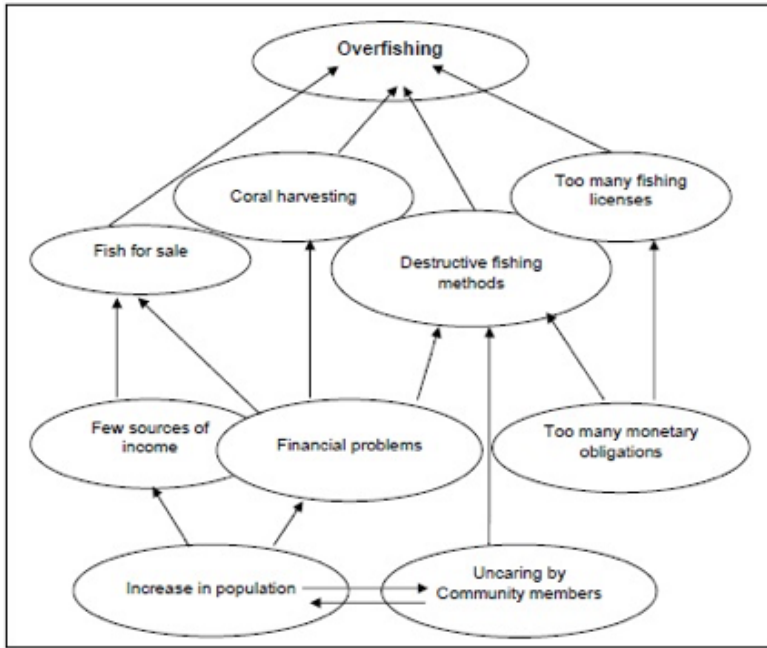 Overfishing
Coral harvesting
Too many fishing
licenses
Fish for sale
Destructive fishing
methods
Few sources of
income
Financial problems
Too many monetary
obligations
Increase in population
Uncaring by
Community members